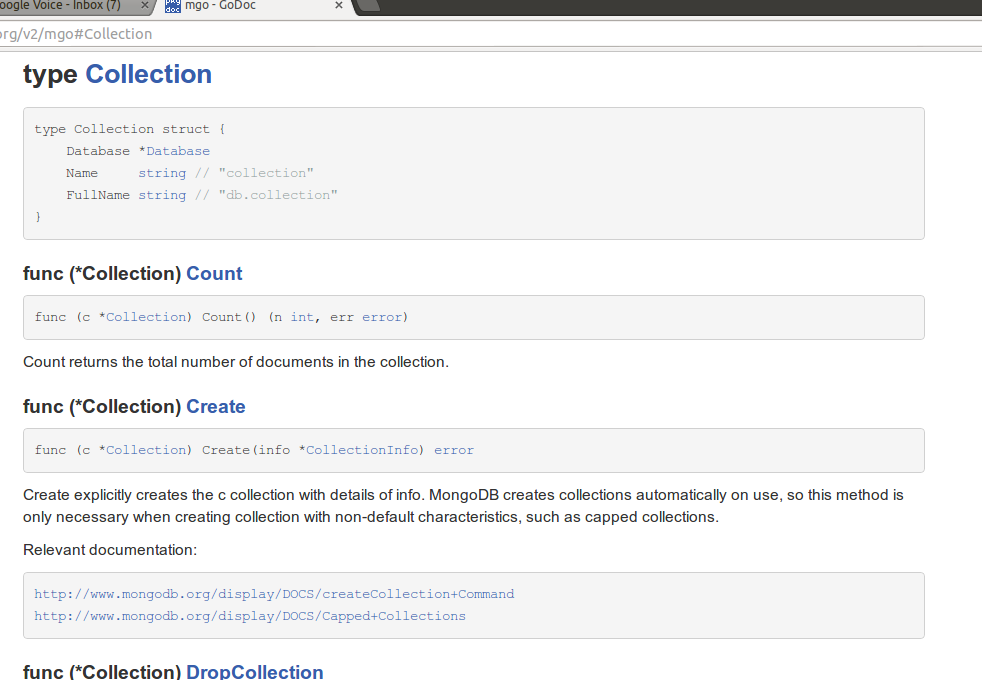 oogle Voice - Inbox (7) × mgo - GoDoc ×
org/v2/mgo#Collection
type Collection
type Collection struct {
    Database *Database
    Name     string // "collection"
    FullName string // "db.collection"
}
func (*Collection) Count
func (c *Collection) Count() (n int, err error)
Count returns the total number of documents in the collection.
func (*Collection) Create
func (c *Collection) Create(info *CollectionInfo) error
Create explicitly creates the c collection with details of info. MongoDB creates collections automatically on use, so this method is
only necessary when creating collection with non-default characteristics, such as capped collections.
Relevant documentation:
http://www.mongodb.org/display/DOCS/createCollection+Command
http://www.mongodb.org/display/DOCS/Capped+Collections
func (*Collection) DropCollection